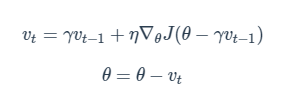 v_t = γv_{t−1} + η∇_θJ(θ − γv_{t−1})
θ = θ − v_t